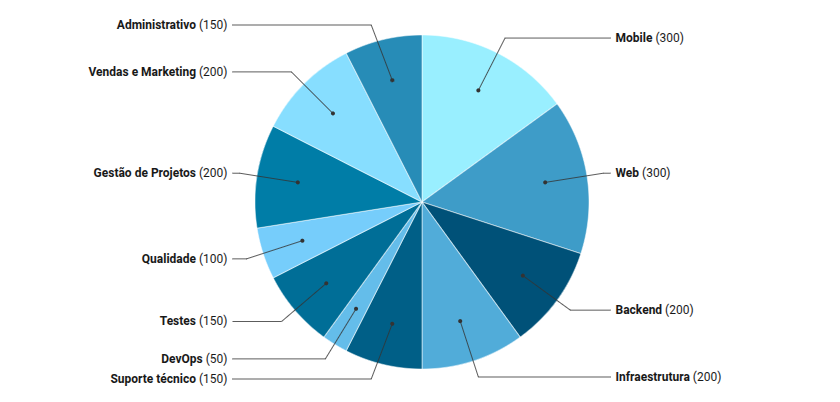 Administrativo (150)
Mobile (300)
Vendas e Marketing (200)
Gestão de Projetos (200)
Web (300)
Qualidade (100)
Backend (200)
Testes (150)
DevOps (50)
Suporte técnico (150)
Infraestrutura (200)